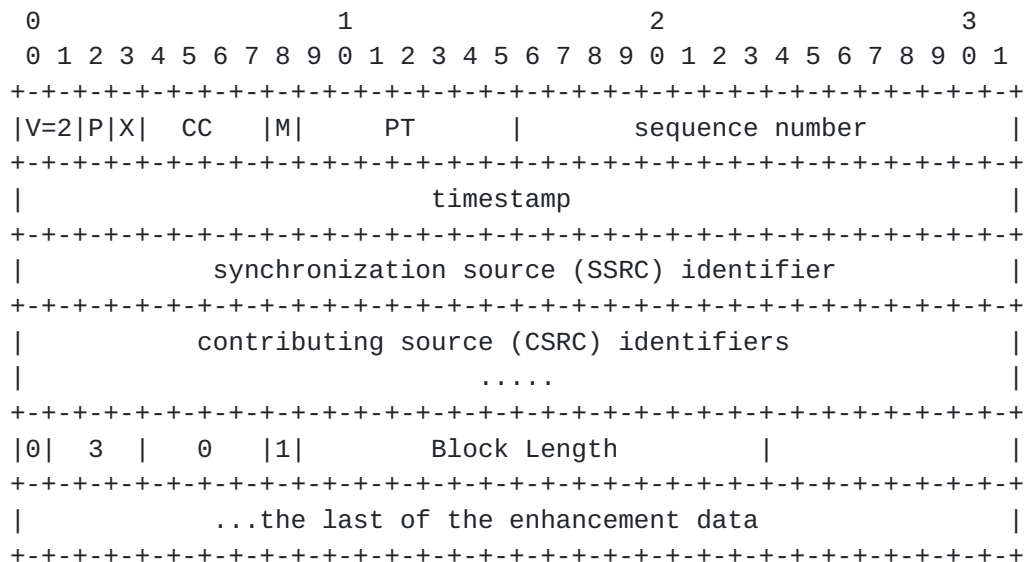 0                   1                   2                   3
 0 1 2 3 4 5 6 7 8 9 0 1 2 3 4 5 6 7 8 9 0 1 2 3 4 5 6 7 8 9 0 1
+-+-+-+-+-+-+-+-+-+-+-+-+-+-+-+-+-+-+-+-+-+-+-+-+-+-+-+-+-+-+-+-+
|V=2|P|X|  CC   |M|     PT      |       sequence number         |
+-+-+-+-+-+-+-+-+-+-+-+-+-+-+-+-+-+-+-+-+-+-+-+-+-+-+-+-+-+-+-+-+
|                          timestamp                            |
+-+-+-+-+-+-+-+-+-+-+-+-+-+-+-+-+-+-+-+-+-+-+-+-+-+-+-+-+-+-+-+-+
|            synchronization source (SSRC) identifier           |
+-+-+-+-+-+-+-+-+-+-+-+-+-+-+-+-+-+-+-+-+-+-+-+-+-+-+-+-+-+-+-+-+
|           contributing source (CSRC) identifiers              |
|                             .....                             |
+-+-+-+-+-+-+-+-+-+-+-+-+-+-+-+-+-+-+-+-+-+-+-+-+-+-+-+-+-+-+-+-+
|0|  3  |   0   |1|        Block Length         |               |
+-+-+-+-+-+-+-+-+-+-+-+-+-+-+-+-+-+-+-+-+-+-+-+-+-+-+-+-+-+-+-+-+
|            ...the last of the enhancement data                |
+-+-+-+-+-+-+-+-+-+-+-+-+-+-+-+-+-+-+-+-+-+-+-+-+-+-+-+-+-+-+-+-+